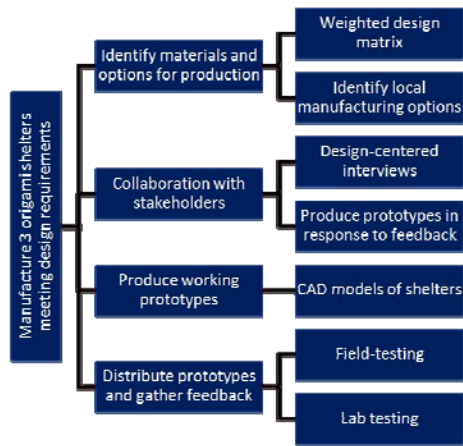 Manufacture 3 origami shelters
meeting design requirements
Identify materials and
options for production
Weighted design
matrix
Identify local
manufacturing options
Collaboration with
stakeholders
Design-centered
interviews
Produce prototypes in
response to feedback
Produce working
prototypes
CAD models of shelters
Distribute prototypes
and gather feedback
Field-testing
Lab testing